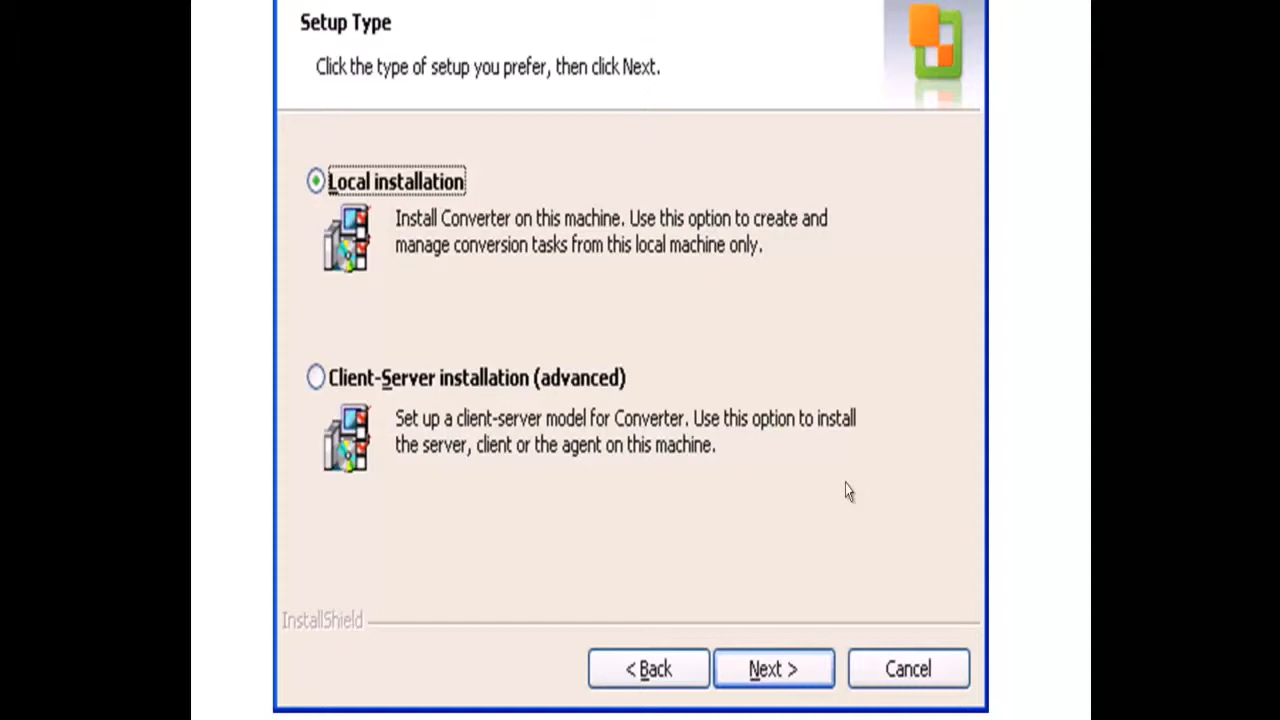 Setup Type
Click the type of setup you prefer, then click Next.
Local installation
Install Converter on this machine. Use this option to create and
manage conversion tasks from this local machine only.
Client-Server installation (advanced)
Set up a client-server model for Converter. Use this option to install
the server, client or the agent on this machine.
InstallShield
< Back
Next >
Cancel